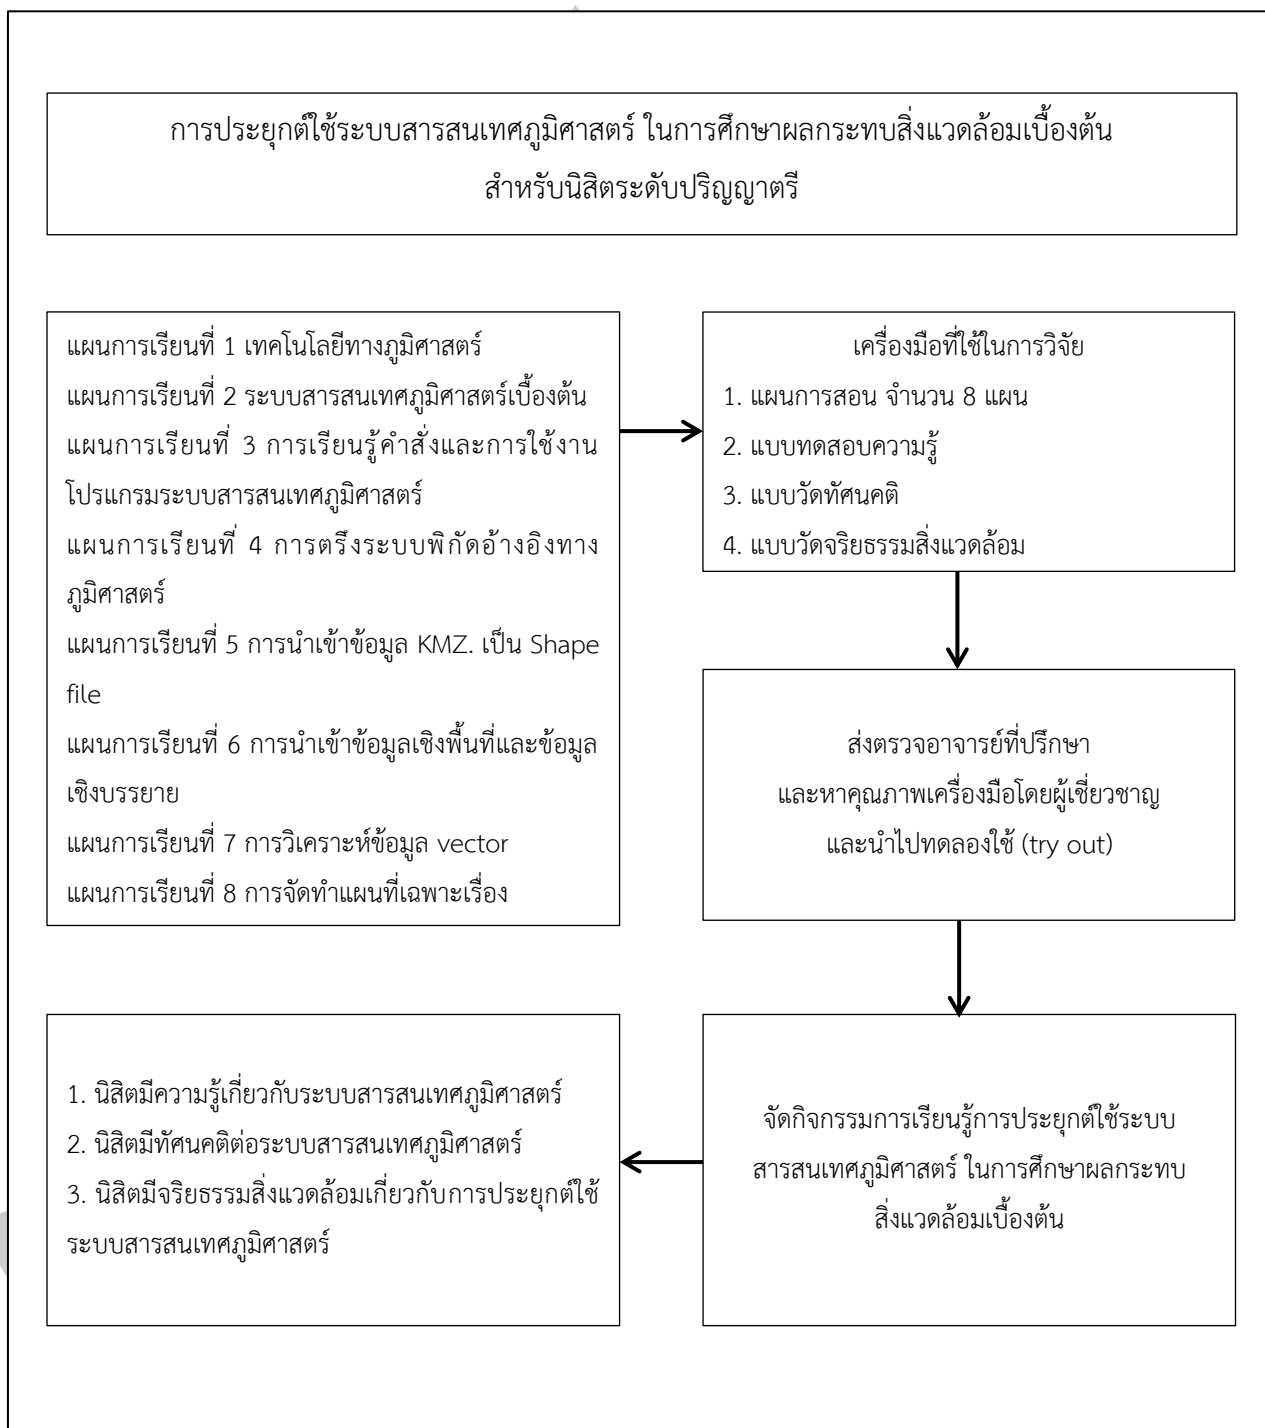 การประยุกต์ใช้ระบบสารสนเทศภูมิศาสตร์ ในการศึกษาผลกระทบสิ่งแวดล้อมเบื้องต้น
สำหรับนิสิตระดับปริญญาตรี
แผนการเรียนที่ 1 เทคโนโลยีทางภูมิศาสตร์
แผนการเรียนที่ 2 ระบบสารสนเทศภูมิศาสตร์เบื้องต้น
แผนการเรียนที่ 3 การเรียนรู้คำสั่งและการใช้งาน
โปรแกรมระบบสารสนเทศภูมิศาสตร์
แผนการเรียนที่ 4 การตรึงระบบพิกัดอ้างอิงทาง
ภูมิศาสตร์
แผนการเรียนที่ 5 การนำเข้าข้อมูล KMZ. เป็น Shape
file
แผนการเรียนที่ 6 การนำเข้าข้อมูลเชิงพื้นที่และข้อมูล
เชิงบรรยาย
แผนการเรียนที่ 7 การวิเคราะห์ข้อมูล vector
แผนการเรียนที่ 8 การจัดทำแผนที่เฉพาะเรื่อง
เครื่องมือที่ใช้ในการวิจัย
1. แผนการสอน จำนวน 8 แผน
2. แบบทดสอบความรู้
3. แบบวัดทัศนคติ
4. แบบวัดจริยธรรมสิ่งแวดล้อม
ส่งตรวจอาจารย์ที่ปรึกษา
และหาคุณภาพเครื่องมือโดยผู้เชี่ยวชาญ
และนำไปทดลองใช้ (try out)
จัดกิจกรรมการเรียนรู้การประยุกต์ใช้ระบบ
สารสนเทศภูมิศาสตร์ ในการศึกษาผลกระทบ
สิ่งแวดล้อมเบื้องต้น
1. นิสิตมีความรู้เกี่ยวกับระบบสารสนเทศภูมิศาสตร์
2. นิสิตมีทัศนคติต่อระบบสารสนเทศภูมิศาสตร์
3. นิสิตมีจริยธรรมสิ่งแวดล้อมเกี่ยวกับการประยุกต์ใช้
ระบบสารสนเทศภูมิศาสตร์